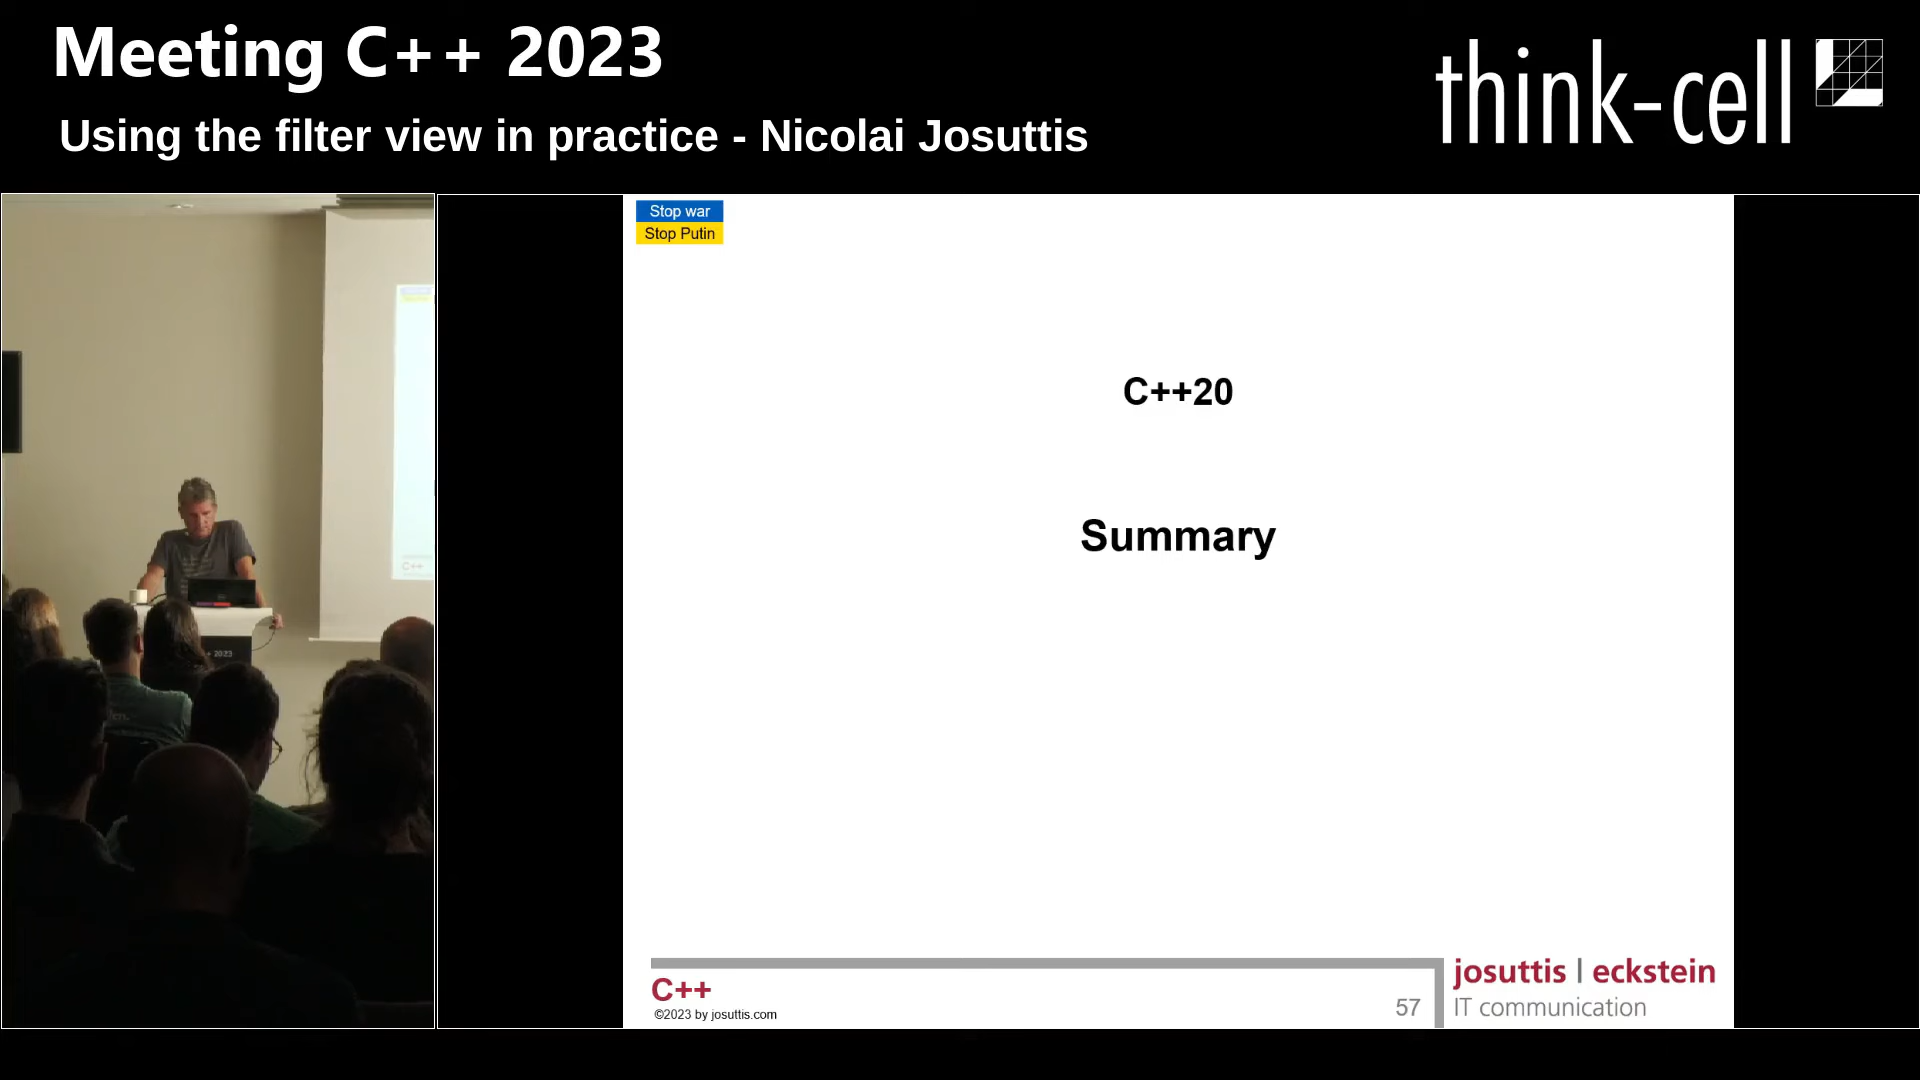 Meeting C++ 2023
Using the filter view in practice - Nicolai Josuttis
think-cell
Stop war
Stop Putin
C++20
Summary
C++
+ 2023
C++
©2023 by josuttis.com
57
josuttis | eckstein
IT communication